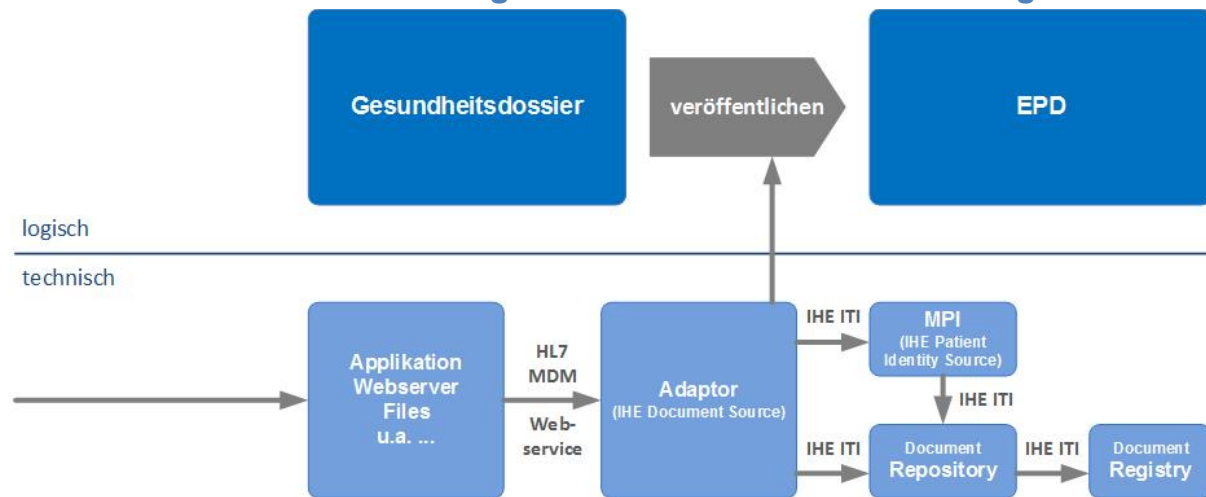 Gesundheitsdossier
veröffentlichen
EPD
logisch
technisch
Applikation
Webserver
Files
u.a. ...
HL7
MDM
Web-
service
Adaptor
(IHE Document Source)
IHE ITI
MPI
(IHE Patient
Identity Source)
IHE ITI
IHE ITI
Document
Repository
IHE ITI
Document
Registry